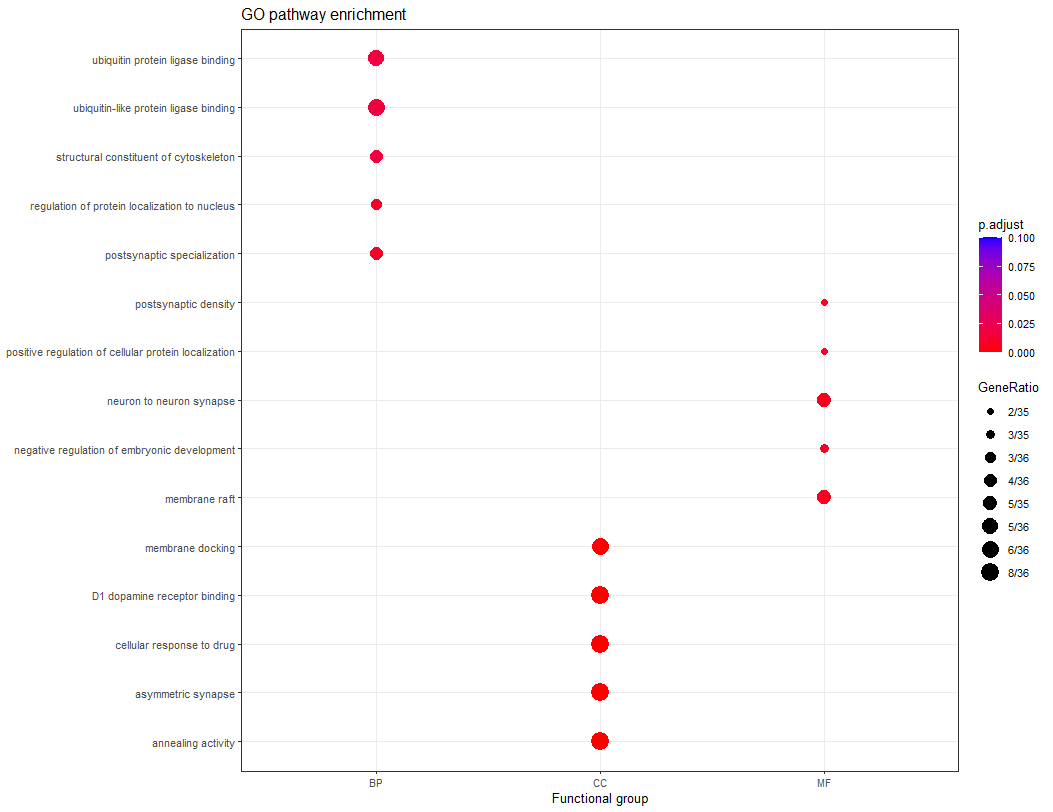 GO pathway enrichment
ubiquitin protein ligase binding
ubiquitin-like protein ligase binding
structural constituent of cytoskeleton
regulation of protein localization to nucleus
postsynaptic specialization
postsynaptic density
positive regulation of cellular protein localization
neuron to neuron synapse
negative regulation of embryonic development
membrane raft
membrane docking
D1 dopamine receptor binding
cellular response to drug
asymmetric synapse
annealing activity
BP CC MF
Functional group
p.adjust
0.100
0.075
0.050
0.025
0.000
GeneRatio
2/35
3/35
3/36
4/36
5/35
5/36
6/36
8/36